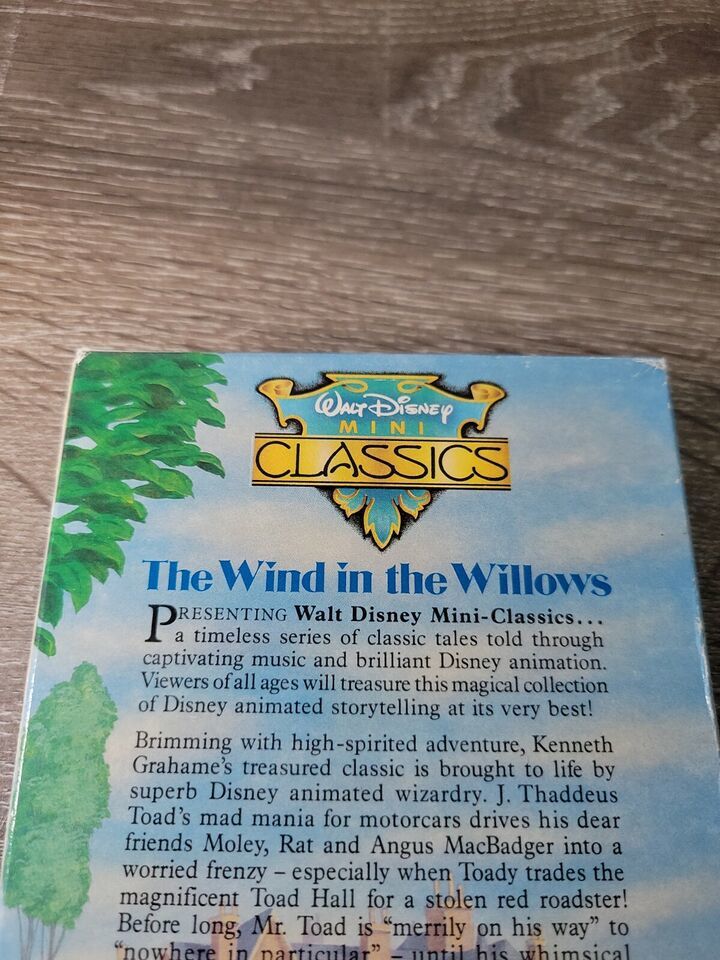 Walt Disney
MINI
CLASSICS
The Wind in the Willows
PRESENTING Walt Disney Mini-Classics...
a timeless series of classic tales told through
captivating music and brilliant Disney animation.
Viewers of all ages will treasure this magical collection
of Disney animated storytelling at its very best!
Brimming with high-spirited adventure, Kenneth
Grahame's treasured classic is brought to life by
superb Disney animated wizardry. J. Thaddeus
Toad's mad mania for motorcars drives his dear
friends Moley, Rat and Angus MacBadger into a
worried frenzy – especially when Toady trades the
magnificent Toad Hall for a stolen red roadster!
Before long, Mr. Toad is "merrily on his way" to
"nowhere in particular" – until his whimsical